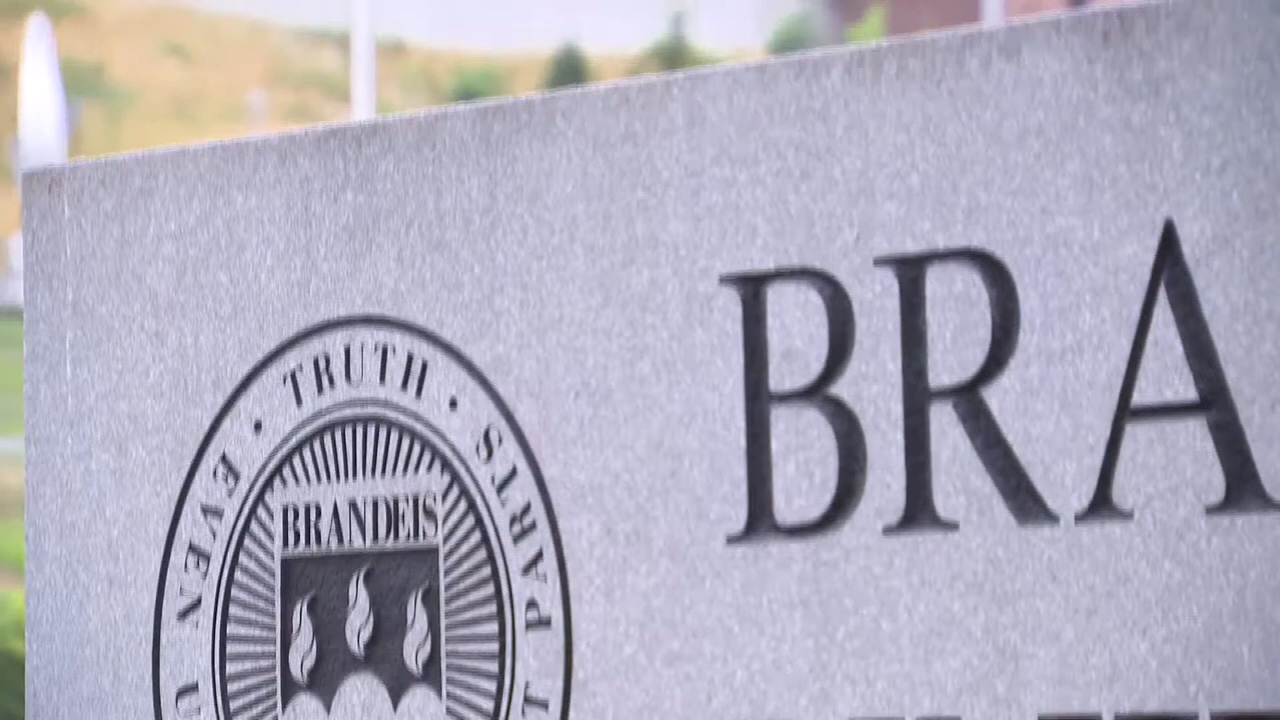 BRA
· TRUTH ·
EVEN U
T PARTS
BRANDEIS